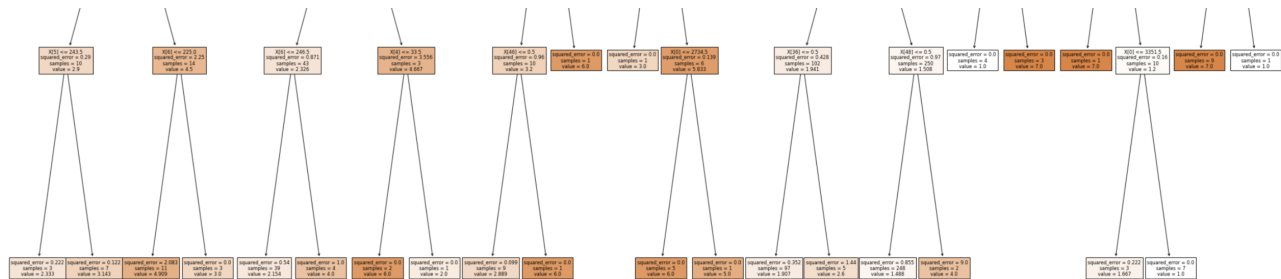 X[5] <= 243.5
squared_error = 0.29
samples = 10
value = 2.9
X[6] <= 225.0
squared_error = 2.25
samples = 14
value = 4.5
X[6] <= 246.5
squared_error = 0.871
samples = 43
value = 2.326
X[4] <= 33.5
squared_error = 3.556
samples = 3
value = 4.667
X[46] <= 0.5
squared_error = 0.96
samples = 10
value = 3.2
squared_error = 0.0
samples = 1
value = 6.0
squared_error = 0.0
samples = 1
value = 3.0
X[0] <= 2734.5
squared_error = 0.139
samples = 6
value = 5.833
X[36] <= 0.5
squared_error = 0.428
samples = 102
value = 1.941
X[48] <= 0.5
squared_error = 0.97
samples = 250
value = 1.508
squared_error = 0.0
samples = 4
value = 1.0
squared_error = 0.0
samples = 3
value = 7.0
squared_error = 0.0
samples = 1
value = 7.0
X[0] <= 3351.5
squared_error = 0.16
samples = 10
value = 1.2
squared_error = 0.0
samples = 9
value = 7.0
squared_error = 0.0
samples = 1
value = 1.0
squared_error = 0.222
samples = 3
value = 2.333
squared_error = 0.122
samples = 7
value = 3.143
squared_error = 2.083
samples = 11
value = 4.909
squared_error = 0.0
samples = 3
value = 3.0
squared_error = 0.54
samples = 39
value = 2.154
squared_error = 1.0
samples = 4
value = 4.0
squared_error = 0.0
samples = 2
value = 6.0
squared_error = 0.0
samples = 1
value = 2.0
squared_error = 0.099
samples = 9
value = 2.889
squared_error = 0.0
samples = 1
value = 6.0
squared_error = 0.0
samples = 5
value = 6.0
squared_error = 0.0
samples = 1
value = 5.0
squared_error = 0.352
samples = 97
value = 1.907
squared_error = 1.44
samples = 5
value = 2.6
squared_error = 0.855
samples = 248
value = 1.488
squared_error = 9.0
samples = 2
value = 4.0
squared_error = 0.222
samples = 3
value = 1.667
squared_error = 0.0
samples = 7
value = 1.0